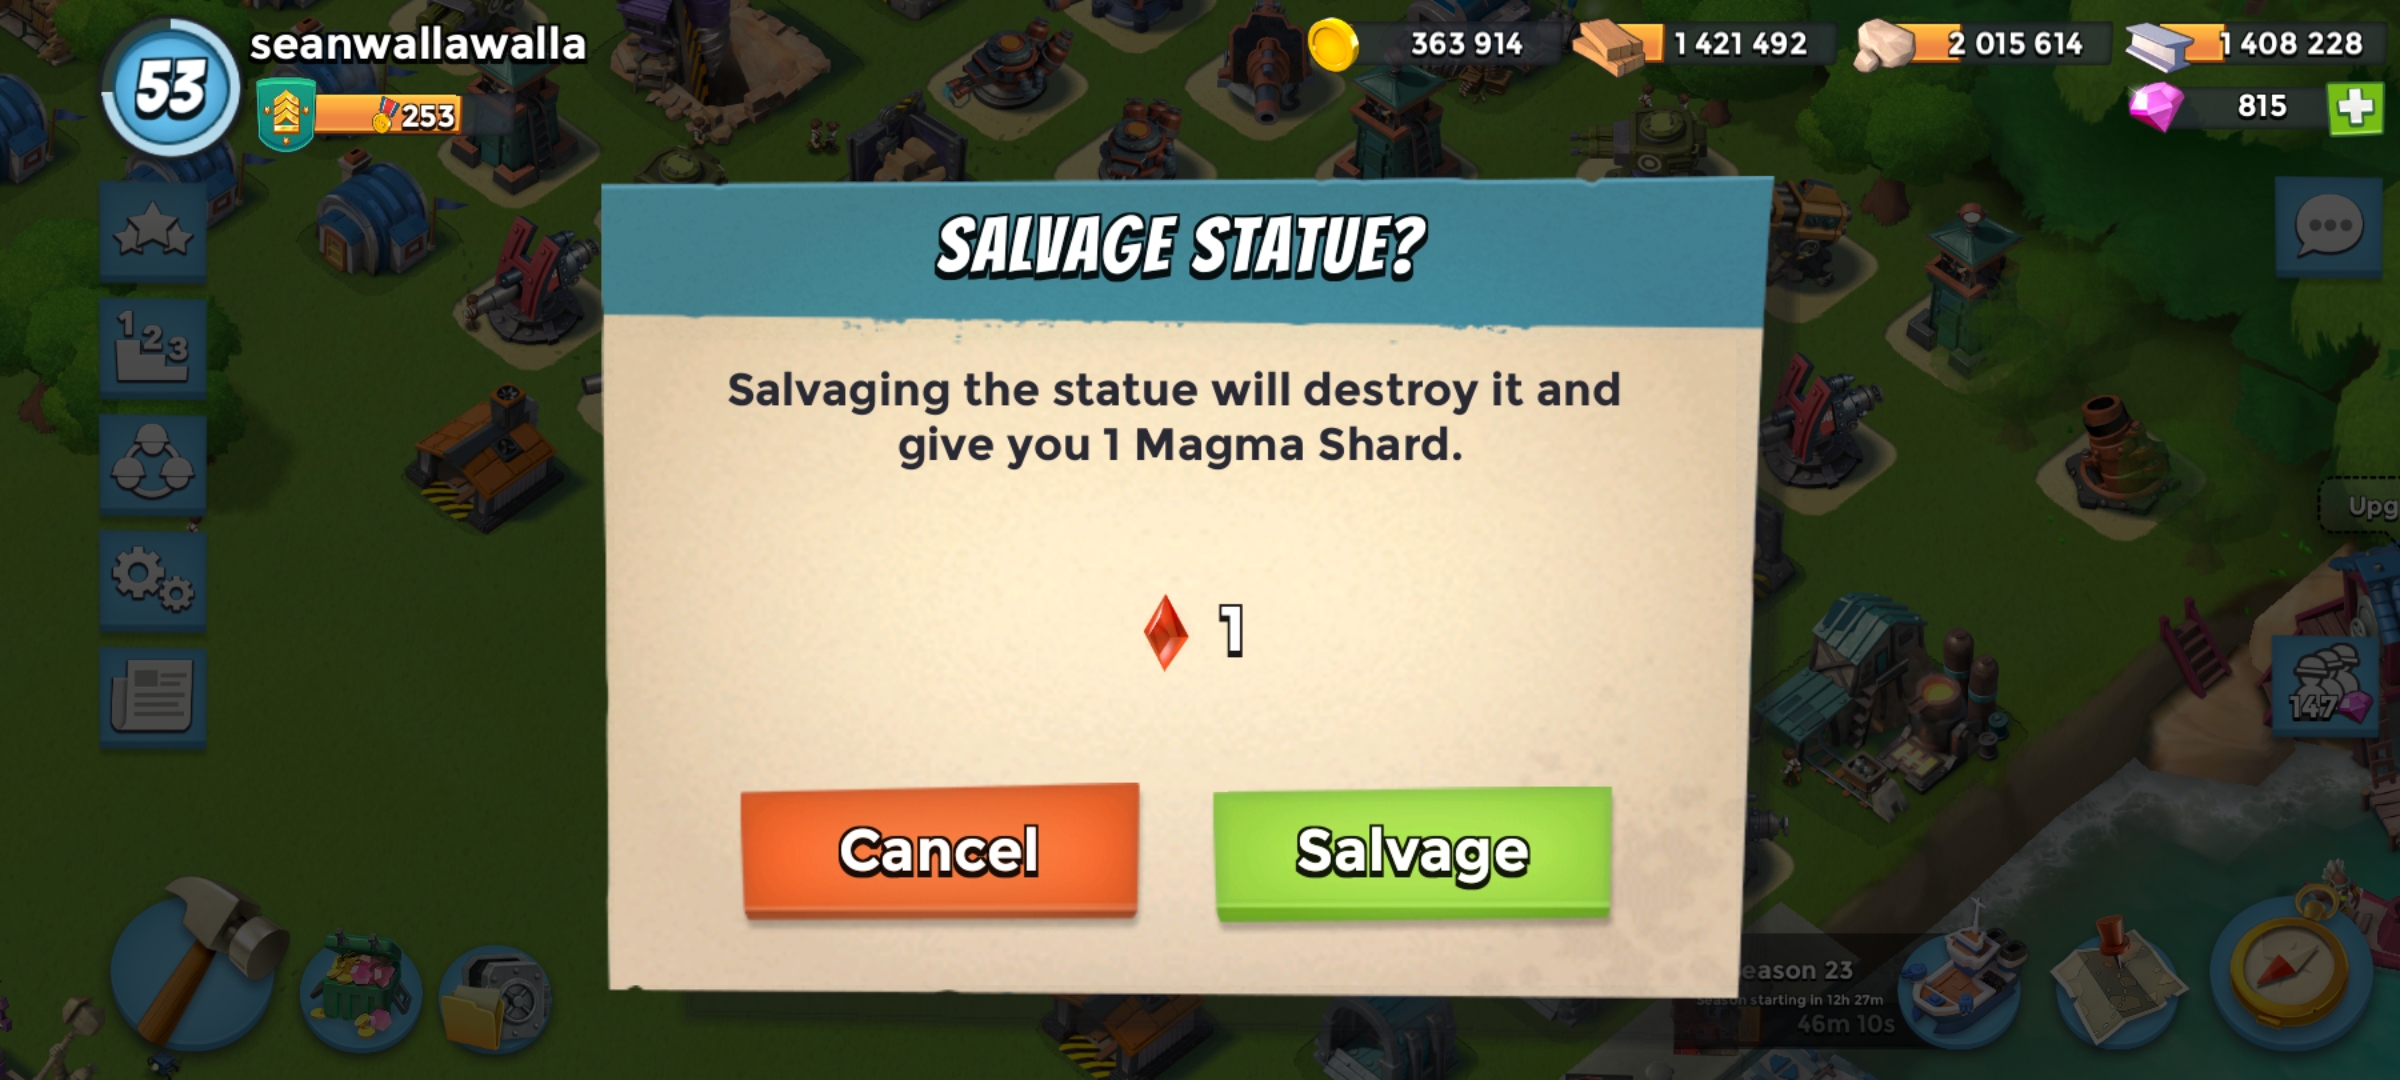 53
seanwallawalla
253
363 914
1 421 492
2 015 614
1 408 228
815
SALVAGE STATUE?
Salvaging the statue will destroy it and
give you 1 Magma Shard.
1
Cancel
Salvage
1 2 3
Upg
147
eason 23
Season starting in 12h 27m
46m 10s